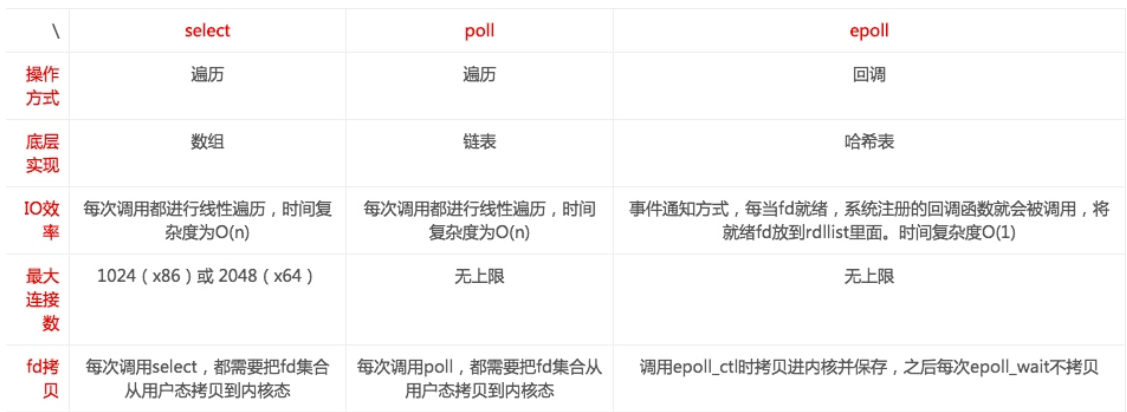 \ select poll epoll
操作 遍历 遍历 回调
方式
底层 数组 链表 哈希表
实现
IO效 每次调用都进行线性遍历，时间复 每次调用都进行线性遍历，时间 事件通知方式，每当fd就绪，系统注册的回调函数就会被调用，将
率 杂度为O(n) 复杂度为O(n) 就绪fd放到rdllist里面。时间复杂度O(1)
最大 1024（x86）或 2048（x64） 无上限 无上限
连接
数
fd拷 每次调用select，都需要把fd集合 每次调用poll，都需要把fd集合从 调用epoll_ctl时拷贝进内核并保存，之后每次epoll_wait不拷贝
贝 从用户态拷贝到内核态 用户态拷贝到内核态